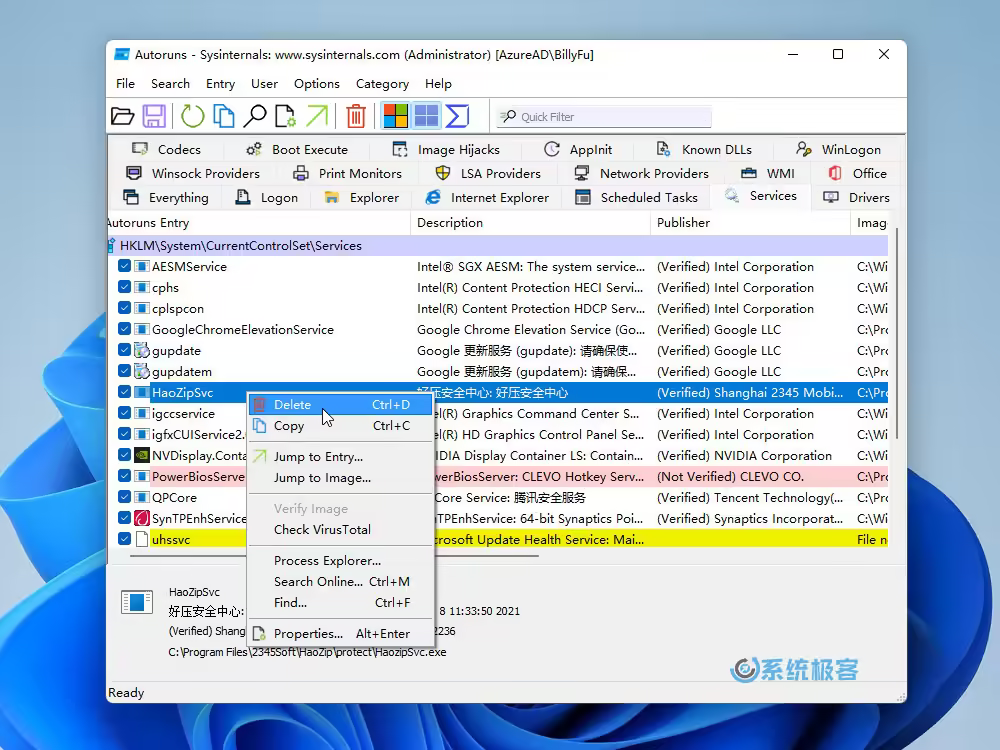 Autoruns - Sysinternals: www.sysinternals.com (Administrator) [AzureAD\BillyFu]
File Search Entry User Options Category Help
Quick Filter
Codecs Boot Execute Image Hijacks AppInit Known DLLs WinLogon
Winsock Providers Print Monitors LSA Providers Network Providers WMI Office
Everything Logon Explorer Internet Explorer Scheduled Tasks Services Drivers
Autoruns Entry Description Publisher Imag
HKLM\System\CurrentControlSet\Services
AESMService Intel® SGX AESM: The system service... (Verified) Intel Corporation C:\Wi
cphs Intel(R) Content Protection HECI Servi... (Verified) Intel Corporation C:\Wi
cplspcon Intel(R) Content Protection HDCP Serv... (Verified) Intel Corporation C:\Wi
GoogleChromeElevationService Google Chrome Elevation Service (Go... (Verified) Google LLC C:\Prc
gupdate Google 更新服务 (gupdate): 请确保使... (Verified) Google LLC C:\Prc
gupdatem Google 更新服务 (gupdatem): 请确保... (Verified) Google LLC C:\Prc
HaoZipSvc 好压安全中心: 好压安全中心 (Verified) Shanghai 2345 Mobi... C:\Prc
igccservice el(R) Graphics Command Center S... (Verified) Intel Corporation C:\Wi
igfxCUIService2. el(R) HD Graphics Control Panel Se... (Verified) Intel Corporation C:\Wi
NVDisplay.Conta IDIA Display Container LS: Contain... (Verified) NVIDIA Corporation C:\Wi
PowerBiosServe werBiosServer: CLEVO Hotkey Serv... (Not Verified) CLEVO CO. C:\Prc
QPCore Core Service: 腾讯安全服务 (Verified) Tencent Technology(... C:\Prc
SynTPEnhService TPEnhService: 64-bit Synaptics Poi... (Verified) Synaptics Incorporat... C:\Wi
uhssvc crosoft Update Health Service: Mai... File n
Delete Ctrl+D
Copy Ctrl+C
Jump to Entry...
Jump to Image...
Verify Image
Check VirusTotal
Process Explorer...
Search Online... Ctrl+M
Find... Ctrl+F
Properties... Alt+Enter
HaoZipSvc
好压安全中心: 8 11:33:50 2021
(Verified) Shang 2236
C:\Program Files\2345Soft\HaoZip\protect\HaozipSvc.exe
系统极客
Ready